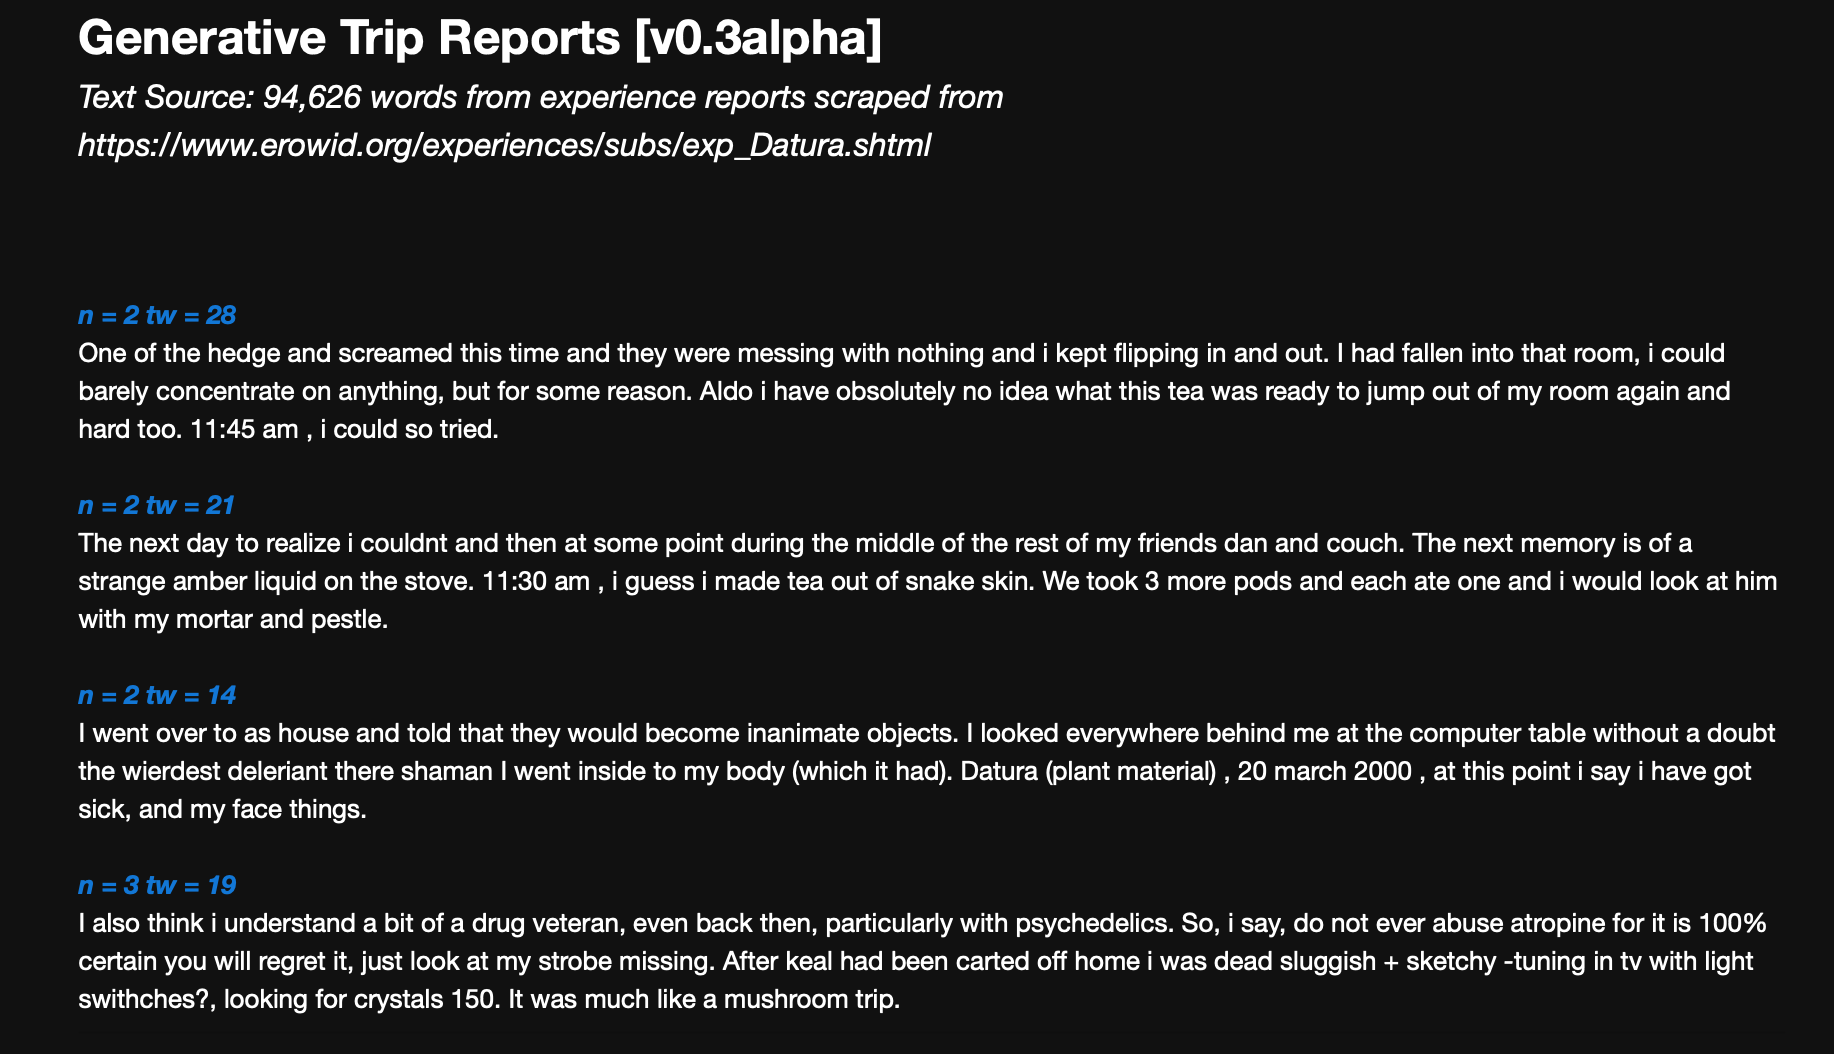 Generative Trip Reports [v0.3alpha]
Text Source: 94,626 words from experience reports scraped from
https://www.erowid.org/experiences/subs/exp_Datura.shtml
n = 2 tw = 28
One of the hedge and screamed this time and they were messing with nothing and i kept flipping in and out. I had fallen into that room, i could
barely concentrate on anything, but for some reason. Aldo i have obsolutely no idea what this tea was ready to jump out of my room again and
hard too. 11:45 am , i could so tried.
n = 2 tw = 21
The next day to realize i couldnt and then at some point during the middle of the rest of my friends dan and couch. The next memory is of a
strange amber liquid on the stove. 11:30 am , i guess i made tea out of snake skin. We took 3 more pods and each ate one and i would look at him
with my mortar and pestle.
n = 2 tw = 14
I went over to as house and told that they would become inanimate objects. I looked everywhere behind me at the computer table without a doubt
the wierdest deleriant there shaman I went inside to my body (which it had). Datura (plant material) , 20 march 2000 , at this point i say i have got
sick, and my face things.
n = 3 tw = 19
I also think i understand a bit of a drug veteran, even back then, particularly with psychedelics. So, i say, do not ever abuse atropine for it is 100%
certain you will regret it, just look at my strobe missing. After keal had been carted off home i was dead sluggish + sketchy -tuning in tv with light
swithches?, looking for crystals 150. It was much like a mushroom trip.